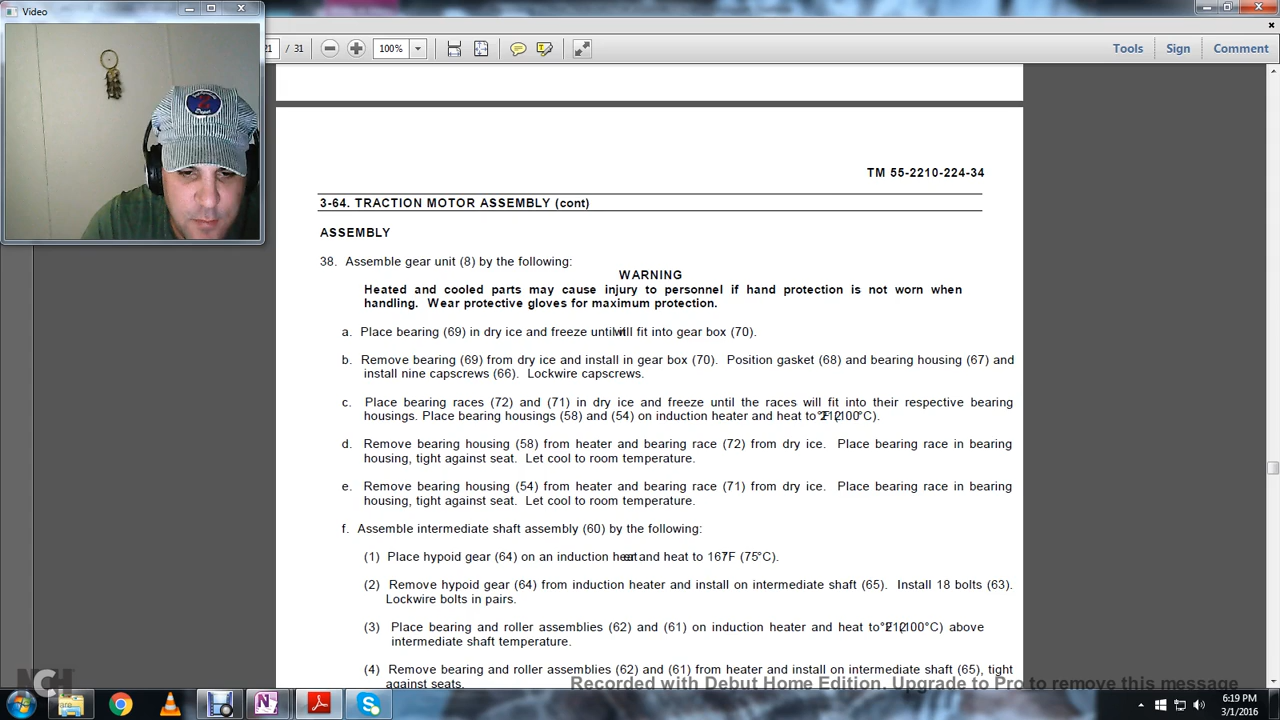 Video
21 / 31
100%
Tools
Sign
Comment
TM 55-2210-224-34
3-64. TRACTION MOTOR ASSEMBLY (cont)
ASSEMBLY
38. Assemble gear unit (8) by the following:
WARNING
Heated and cooled parts may cause injury to personnel if hand protection is not worn when
handling. Wear protective gloves for maximum protection.
a. Place bearing (69) in dry ice and freeze until it will fit into gear box (70).
b. Remove bearing (69) from dry ice and install in gear box (70). Position gasket (68) and bearing housing (67) and
install nine capscrews (66). Lockwire capscrews.
c. Place bearing races (72) and (71) in dry ice and freeze until the races will fit into their respective bearing
housings. Place bearing housings (58) and (54) on induction heater and heat to 212°F (100°C).
d. Remove bearing housing (58) from heater and bearing race (72) from dry ice. Place bearing race in bearing
housing, tight against seat. Let cool to room temperature.
e. Remove bearing housing (54) from heater and bearing race (71) from dry ice. Place bearing race in bearing
housing, tight against seat. Let cool to room temperature.
f. Assemble intermediate shaft assembly (60) by the following:
(1) Place hypoid gear (64) on an induction heater and heat to 167°F (75°C).
(2) Remove hypoid gear (64) from induction heater and install on intermediate shaft (65). Install 18 bolts (63).
Lockwire bolts in pairs.
(3) Place bearing and roller assemblies (62) and (61) on induction heater and heat to 212°F (100°C) above
intermediate shaft temperature.
(4) Remove bearing and roller assemblies (62) and (61) from heater and install on intermediate shaft (65), tight
against seats.
Recorded with Debut Home Edition. Upgrade to Pro to remove this message
NCH
6:19 PM
3/1/2016